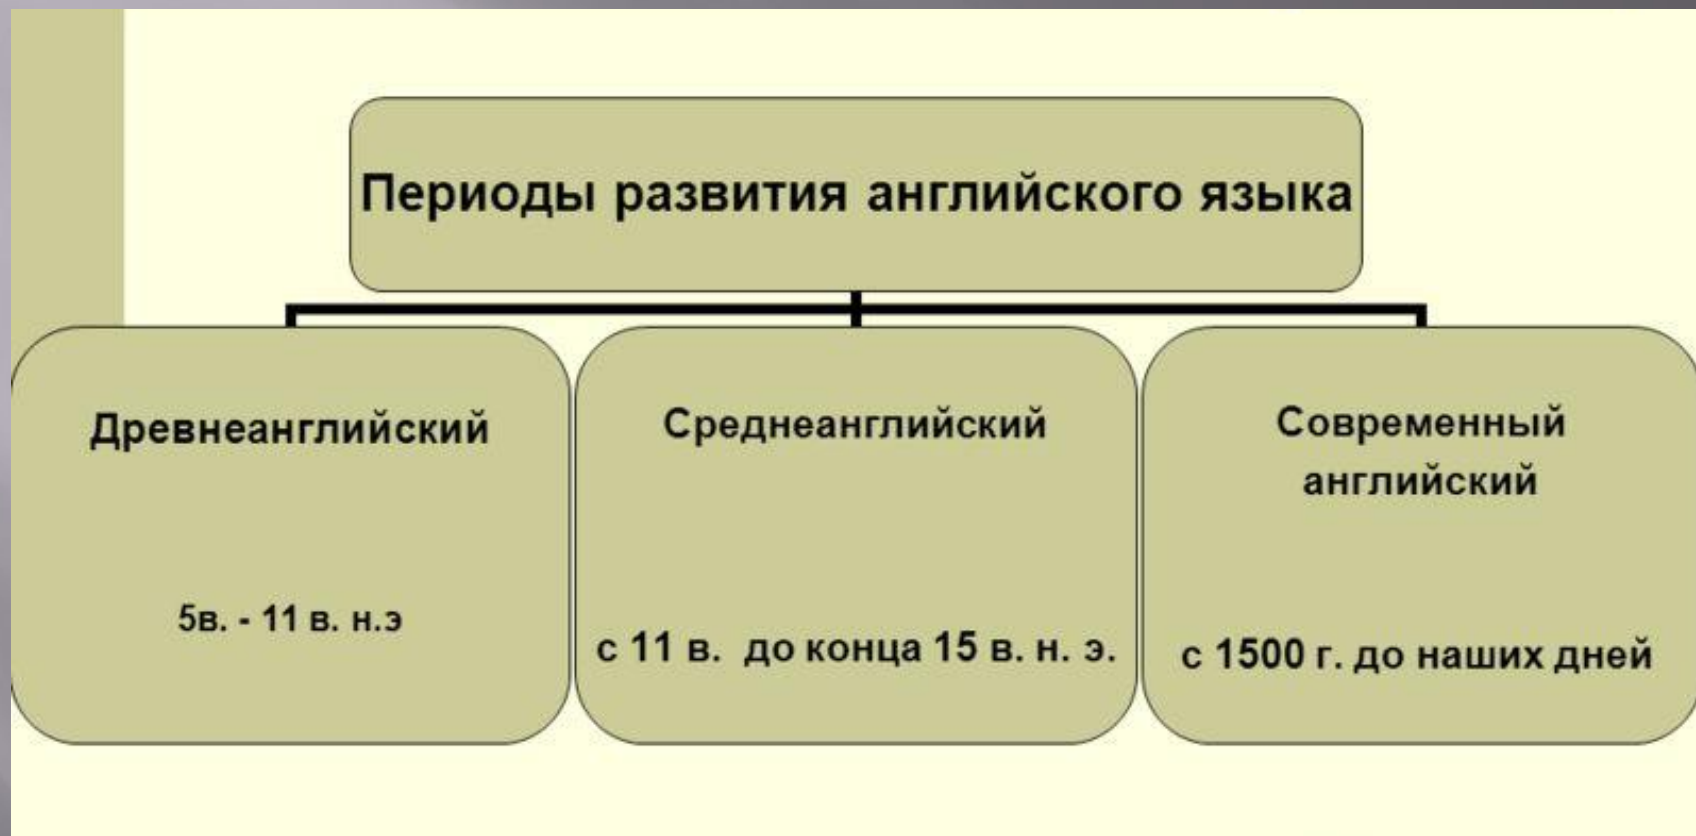 Периоды развития английского языка
Древнеанглийский
5в. - 11 в. н.э
Среднеанглийский
с 11 в. до конца 15 в. н. э.
Современный
английский
с 1500 г. до наших дней